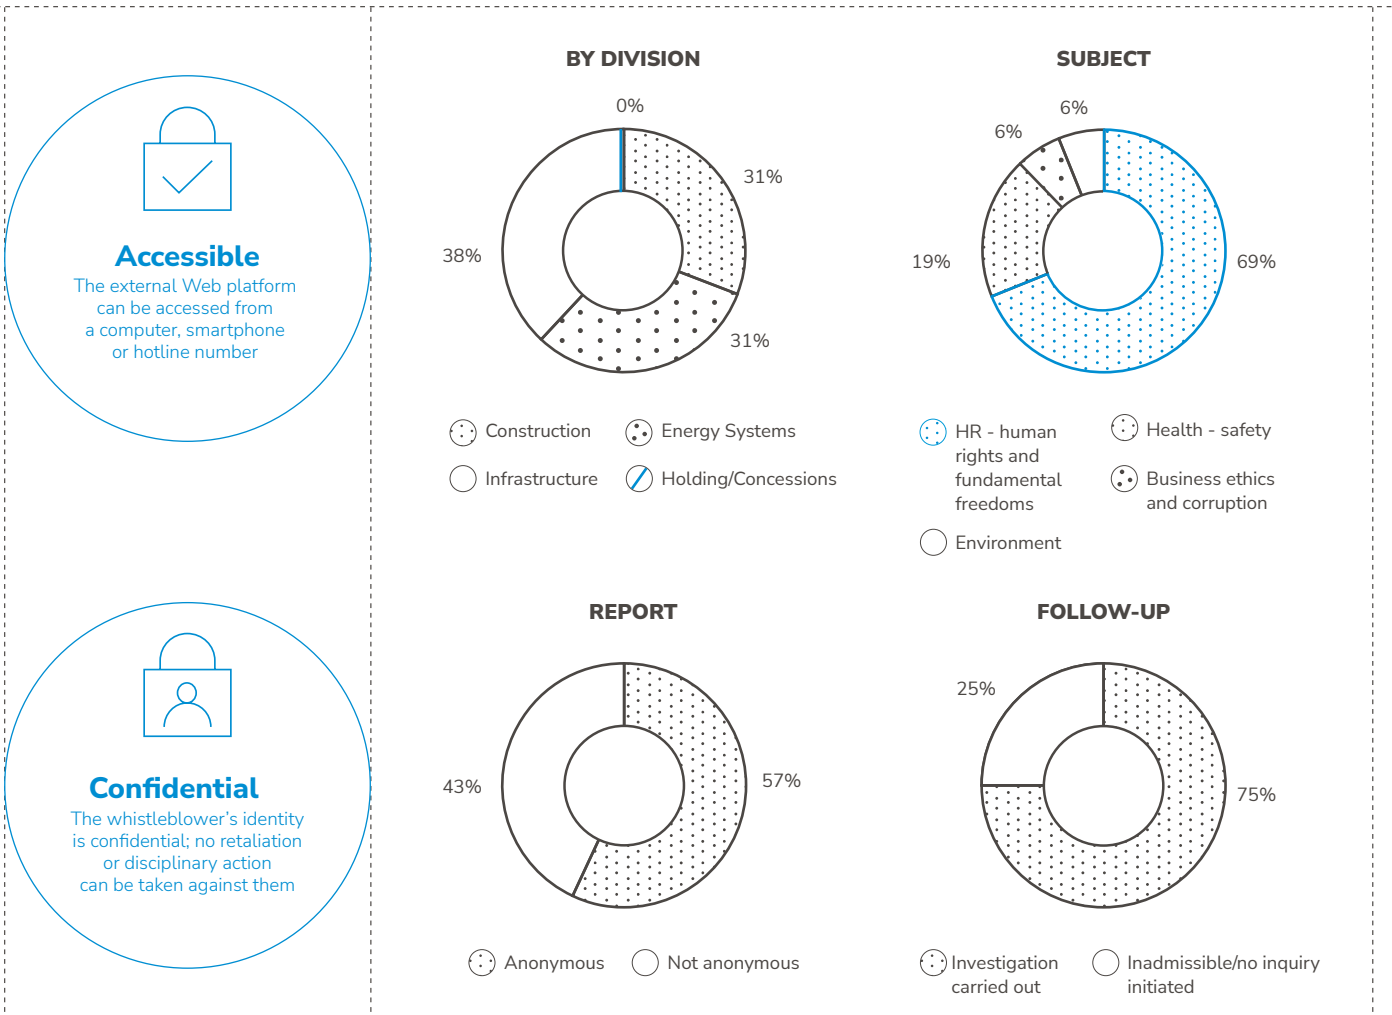 Accessible
The external Web platform
can be accessed from
a computer, smartphone
or hotline number
BY DIVISION
0%
31%
38%
31%
Construction
Energy Systems
Infrastructure
Holding/Concessions
SUBJECT
6%
6%
19%
69%
HR - human
rights and
fundamental
freedoms
Health - safety
Business ethics
and corruption
Environment
Confidential
The whistleblower’s identity
is confidential; no retaliation
or disciplinary action
can be taken against them
REPORT
43%
57%
Anonymous
Not anonymous
FOLLOW-UP
25%
75%
Investigation
carried out
Inadmissible/no inquiry
initiated